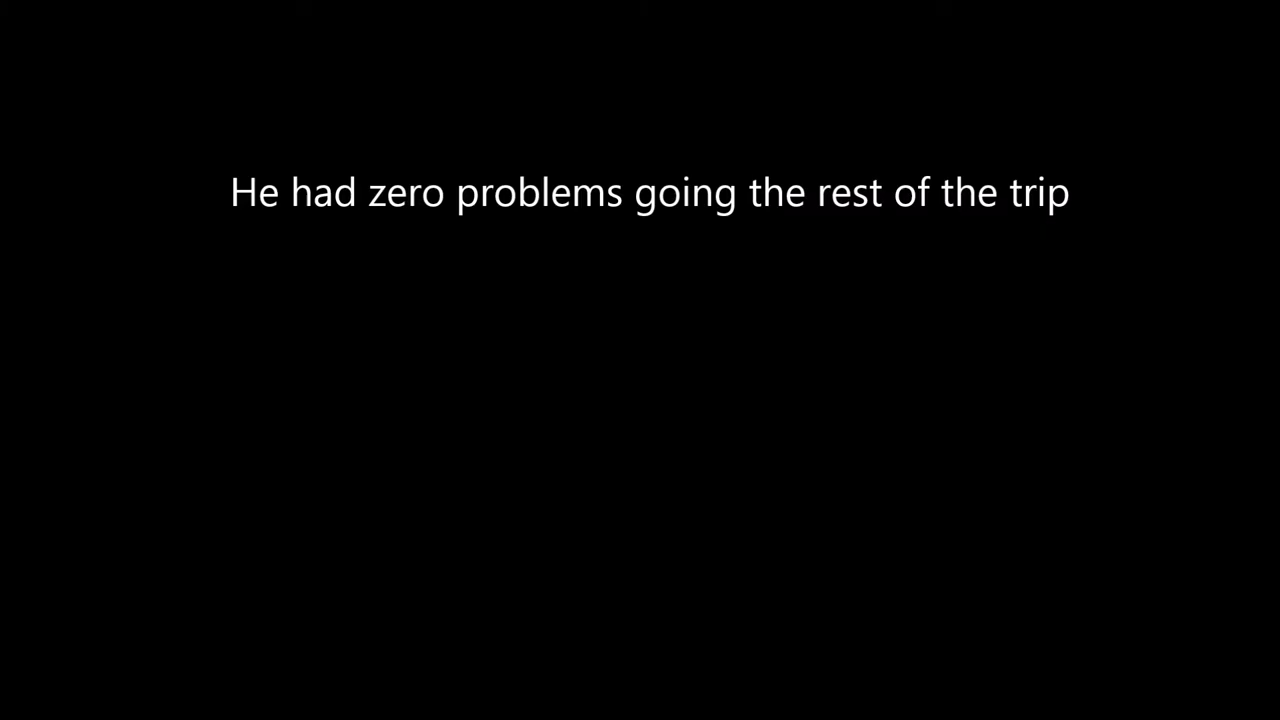 He had zero problems going the rest of the trip